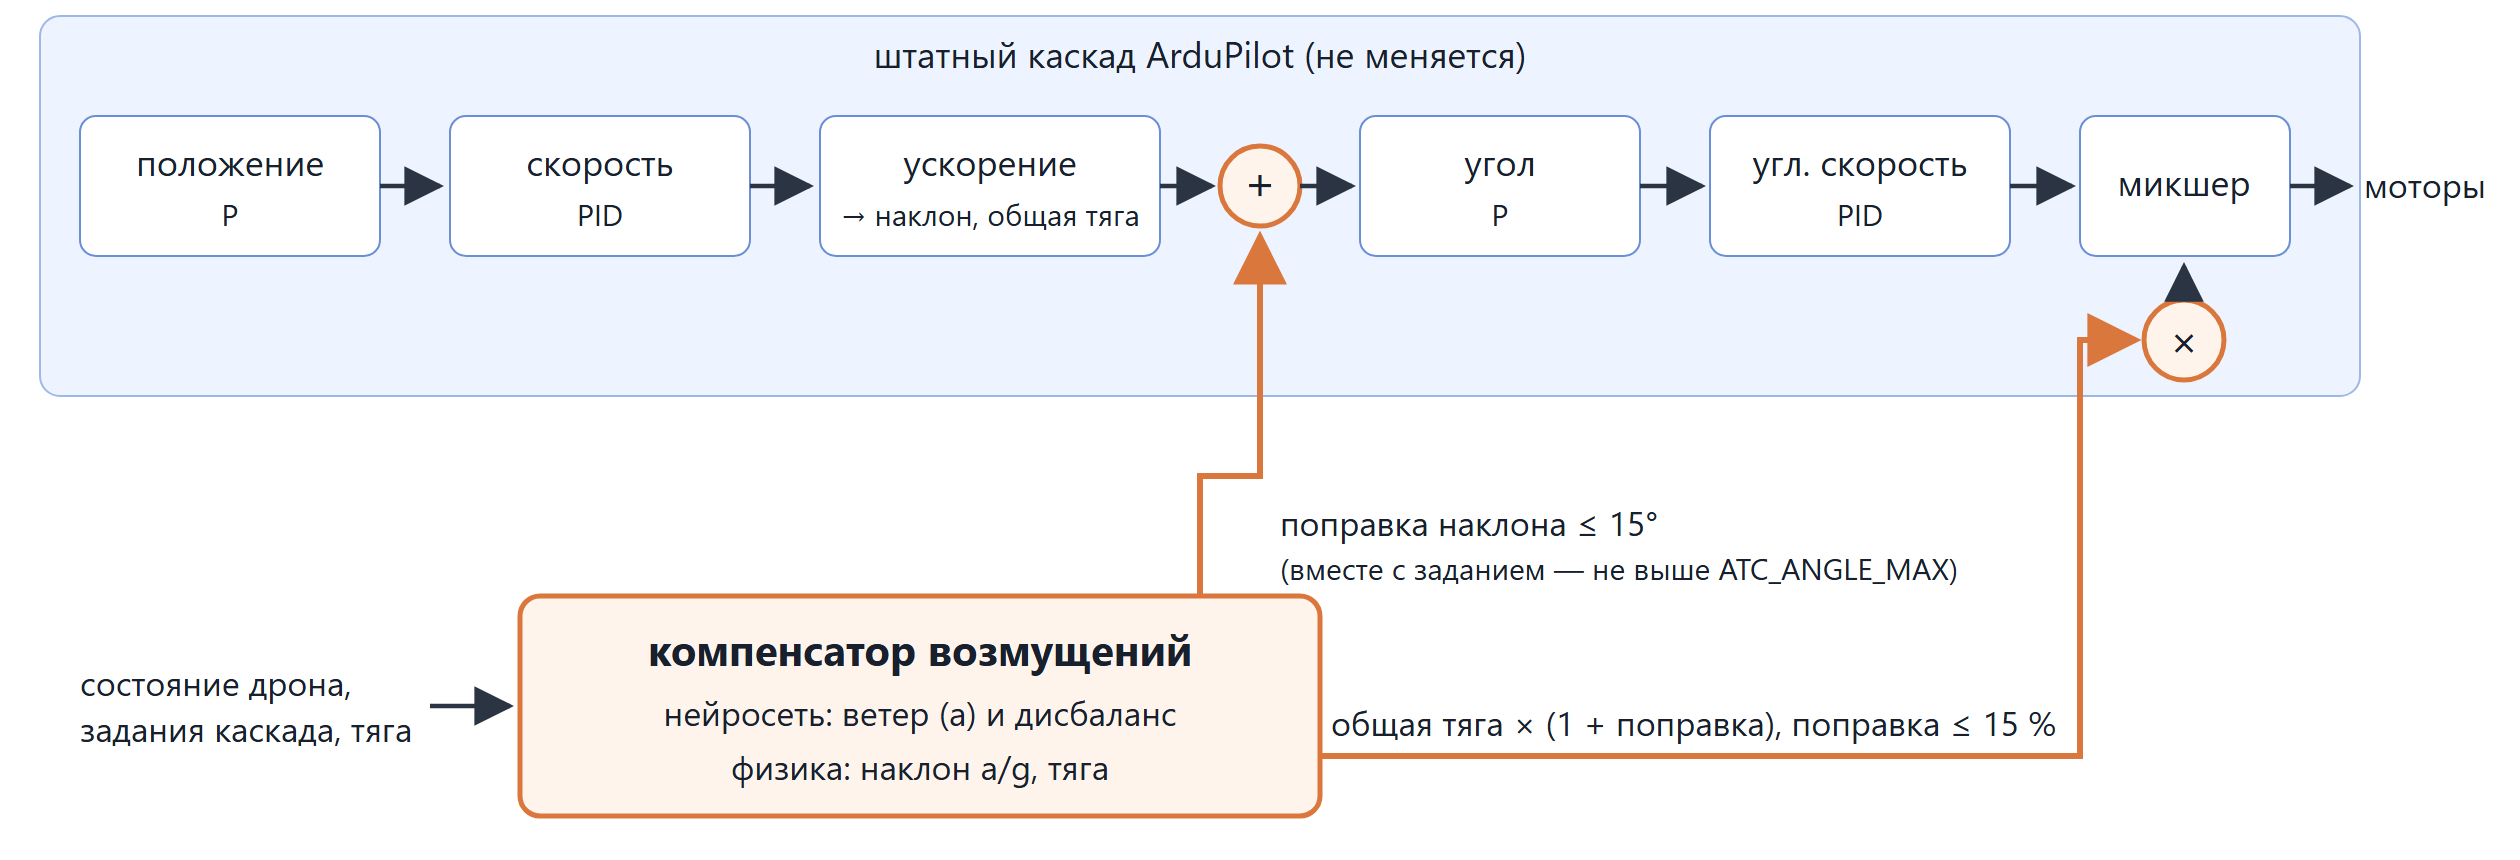 штатный каскад ArduPilot (не меняется)
положение
P
скорость
PID
ускорение
→ наклон, общая тяга
+
угол
P
угл. скорость
PID
микшер
моторы
×
поправка наклона ≤ 15°
(вместе с заданием — не выше ATC_ANGLE_MAX)
состояние дрона,
задания каскада, тяга
компенсатор возмущений
нейросеть: ветер (a) и дисбаланс
физика: наклон a/g, тяга
общая тяга × (1 + поправка), поправка ≤ 15 %